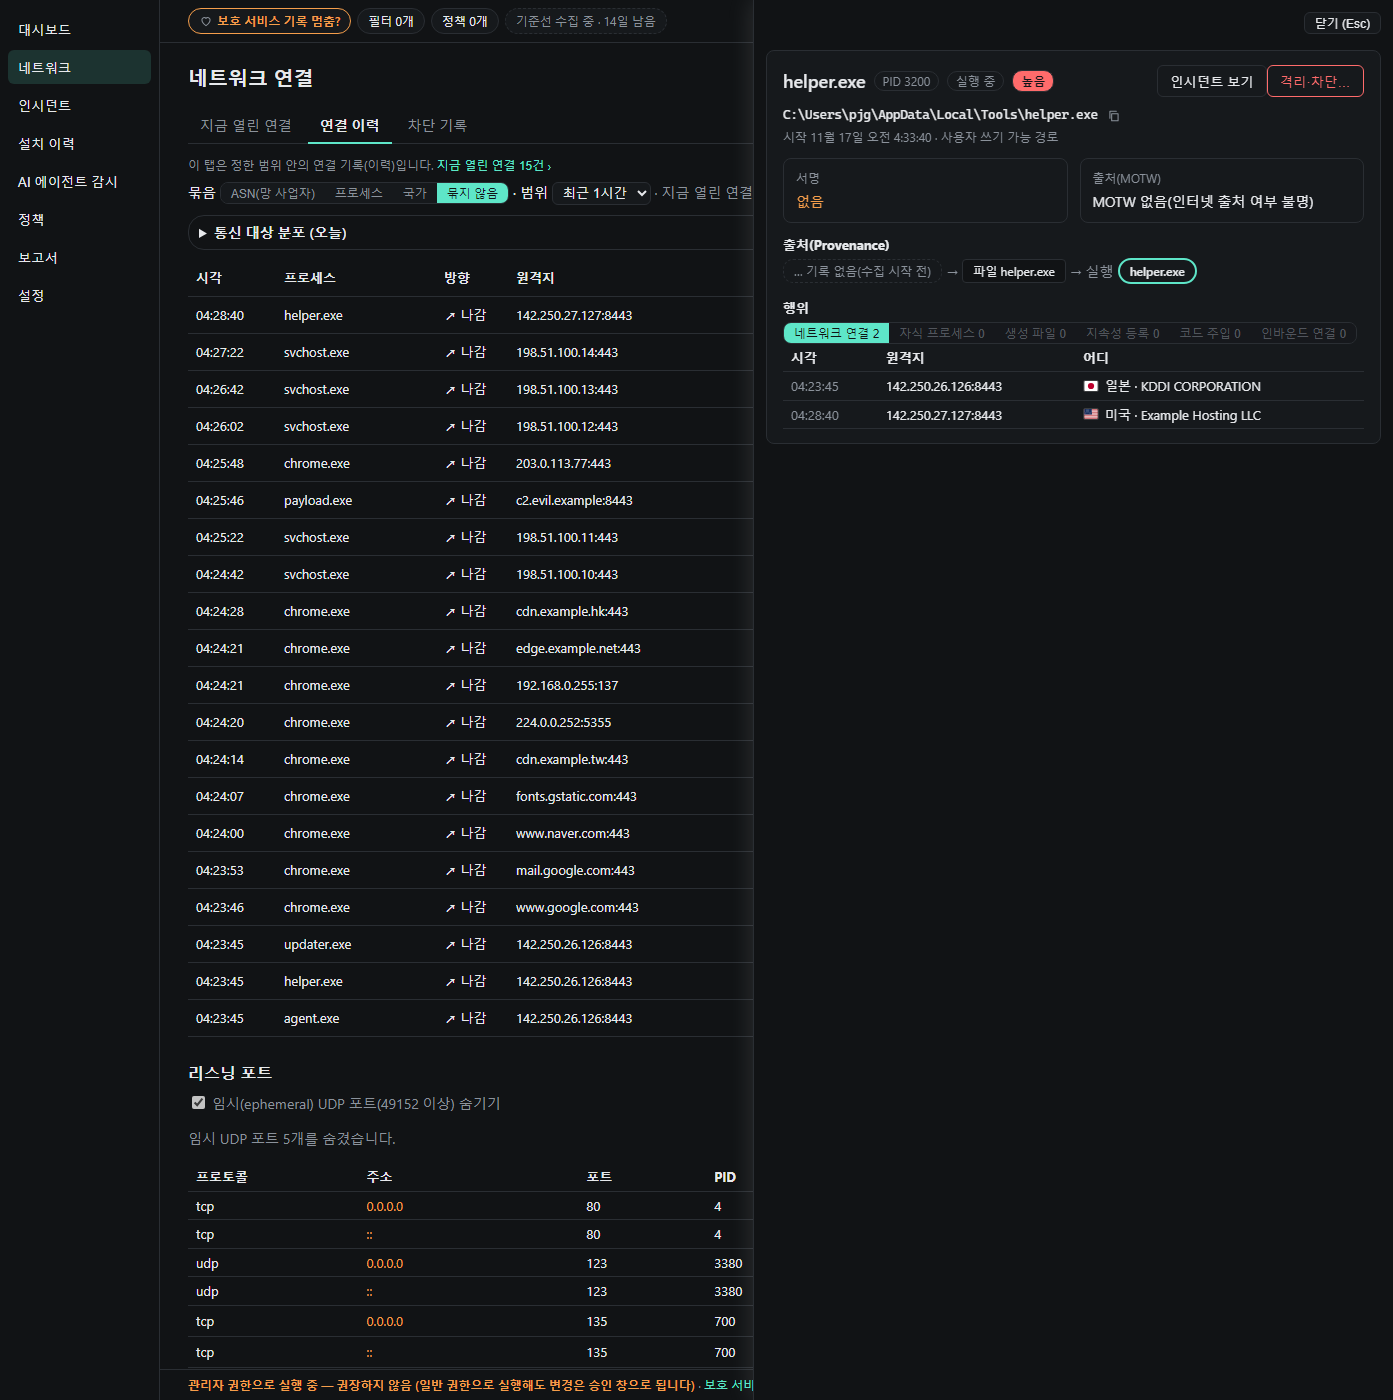 대시보드
네트워크
인시던트
설치 이력
AI 에이전트 감시
정책
보고서
설정
♡ 보호 서비스 기록 멈춤?
필터 0개
정책 0개
기준선 수집 중 · 14일 남음
네트워크 연결
지금 열린 연결
연결 이력
차단 기록
이 탭은 정한 범위 안의 연결 기록(이력)입니다. 지금 열린 연결 15건 ›
묶음 ASN(망 사업자) 프로세스 국가 묶지 않음 · 범위 최근 1시간 · 지금 열린 연결
▶ 통신 대상 분포 (오늘)
시각 프로세스 방향 원격지
04:28:40 helper.exe ↗ 나감 142.250.27.127:8443
04:27:22 svchost.exe ↗ 나감 198.51.100.14:443
04:26:42 svchost.exe ↗ 나감 198.51.100.13:443
04:26:02 svchost.exe ↗ 나감 198.51.100.12:443
04:25:48 chrome.exe ↗ 나감 203.0.113.77:443
04:25:46 payload.exe ↗ 나감 c2.evil.example:8443
04:25:22 svchost.exe ↗ 나감 198.51.100.11:443
04:24:42 svchost.exe ↗ 나감 198.51.100.10:443
04:24:28 chrome.exe ↗ 나감 cdn.example.hk:443
04:24:21 chrome.exe ↗ 나감 edge.example.net:443
04:24:21 chrome.exe ↗ 나감 192.168.0.255:137
04:24:20 chrome.exe ↗ 나감 224.0.0.252:5355
04:24:14 chrome.exe ↗ 나감 cdn.example.tw:443
04:24:07 chrome.exe ↗ 나감 fonts.gstatic.com:443
04:24:00 chrome.exe ↗ 나감 www.naver.com:443
04:23:53 chrome.exe ↗ 나감 mail.google.com:443
04:23:46 chrome.exe ↗ 나감 www.google.com:443
04:23:45 updater.exe ↗ 나감 142.250.26.126:8443
04:23:45 helper.exe ↗ 나감 142.250.26.126:8443
04:23:45 agent.exe ↗ 나감 142.250.26.126:8443
리스닝 포트
임시(ephemeral) UDP 포트(49152 이상) 숨기기
임시 UDP 포트 5개를 숨겼습니다.
프로토콜 주소 포트 PID
tcp 0.0.0.0 80 4
tcp :: 80 4
udp 0.0.0.0 123 3380
udp :: 123 3380
tcp 0.0.0.0 135 700
tcp :: 135 700
관리자 권한으로 실행 중 — 권장하지 않음 (일반 권한으로 실행해도 변경은 승인 창으로 됩니다) · 보호 서비
닫기 (Esc)
helper.exe PID 3200 실행 중 높음 인시던트 보기 격리·차단...
C:\Users\pjg\AppData\Local\Tools\helper.exe
시작 11월 17일 오전 4:33:40 · 사용자 쓰기 가능 경로
서명
없음
출처(MOTW)
MOTW 없음(인터넷 출처 여부 불명)
출처(Provenance)
... 기록 없음(수집 시작 전) → 파일 helper.exe → 실행 helper.exe
행위
네트워크 연결 2 자식 프로세스 0 생성 파일 0 지속성 등록 0 코드 주입 0 인바운드 연결 0
시각 원격지 어디
04:23:45 142.250.26.126:8443 일본 · KDDI CORPORATION
04:28:40 142.250.27.127:8443 미국 · Example Hosting LLC